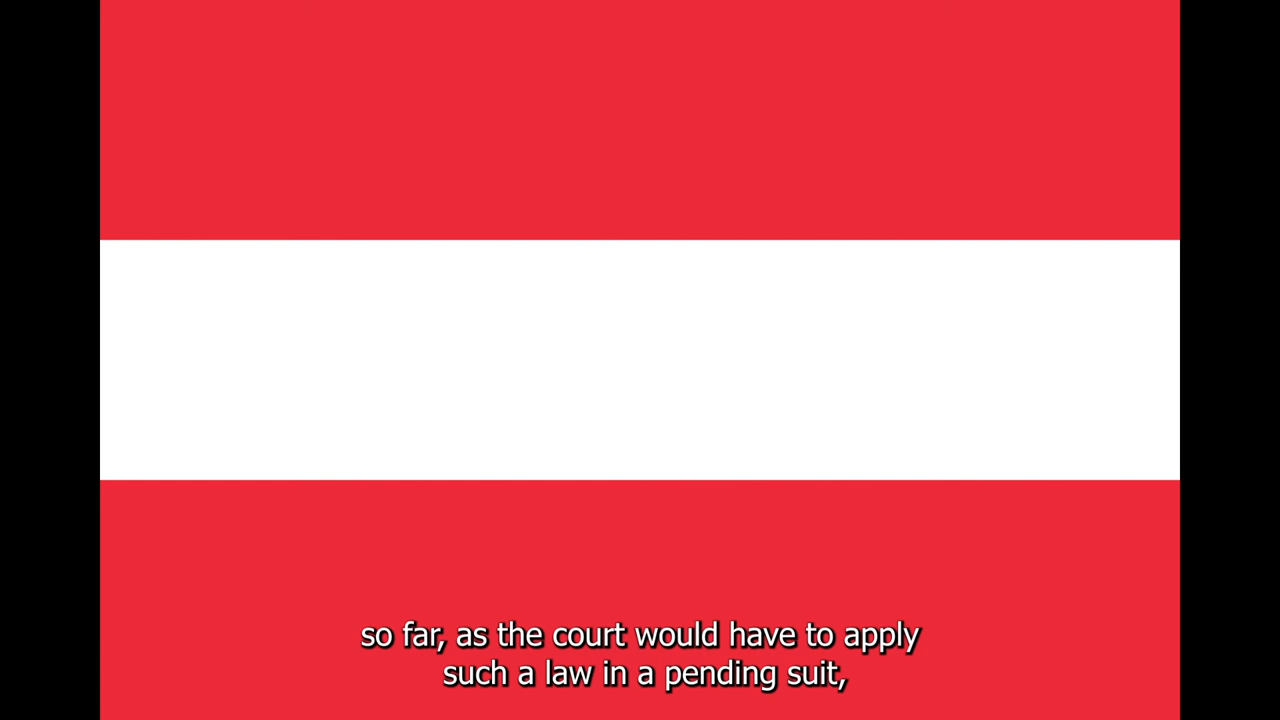 so far, as the court would have to apply
such a law in a pending suit,